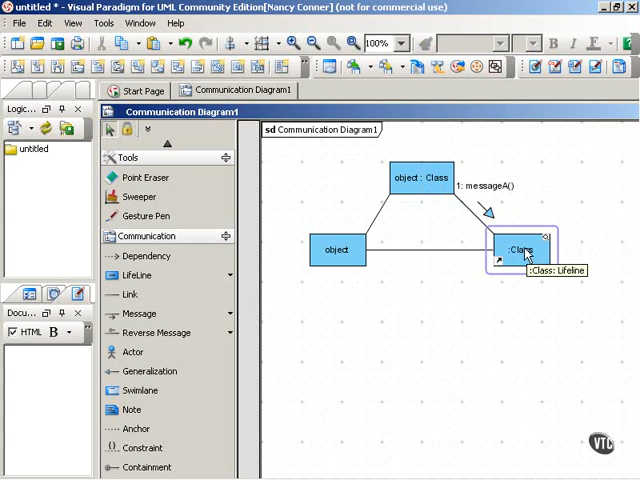 untitled * - Visual Paradigm for UML Community Edition[Nancy Conner] (not for commercial use)
File Edit View Tools Window Help
100% B I F
Start Page Communication Diagram1
Logic...
untitled
Docu...
HTML B
Communication Diagram1
Tools
Point Eraser
Sweeper
Gesture Pen
Communication
Dependency
LifeLine
Link
Message
Reverse Message
Actor
Generalization
Swimlane
Note
Anchor
Constraint
Containment
sd Communication Diagram1
object : Class
1: messageA()
object
:Class
:Class: Lifeline
VTC